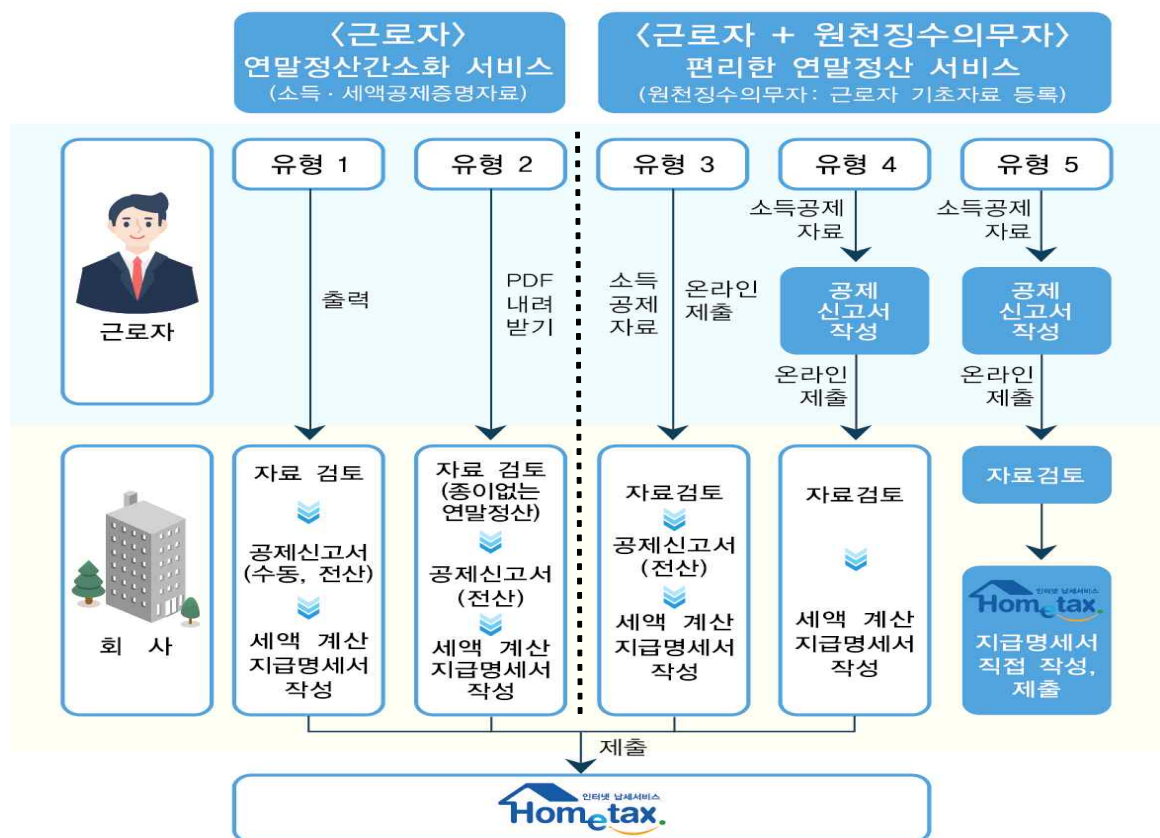 〈근로자〉
연말정산간소화 서비스
(소득·세액공제증명자료)
〈근로자 + 원천징수의무자〉
편리한 연말정산 서비스
(원천징수의무자: 근로자 기초자료 등록)
근로자
유형 1
출력
유형 2
PDF
내려
받기
유형 3
소득
공제
자료
온라인
제출
유형 4
소득공제
자료
공제
신고서
작성
온라인
제출
유형 5
소득공제
자료
공제
신고서
작성
온라인
제출
회 사
자료 검토
공제신고서
(수동, 전산)
세액 계산
지급명세서
작성
자료 검토
(종이없는
연말정산)
공제신고서
(전산)
세액 계산
지급명세서
작성
자료검토
공제신고서
(전산)
세액 계산
지급명세서
작성
자료검토
세액 계산
지급명세서
작성
자료검토
인터넷 납세서비스
Hometax.
지급명세서
직접 작성,
제출
제출
인터넷 납세서비스
Hometax.